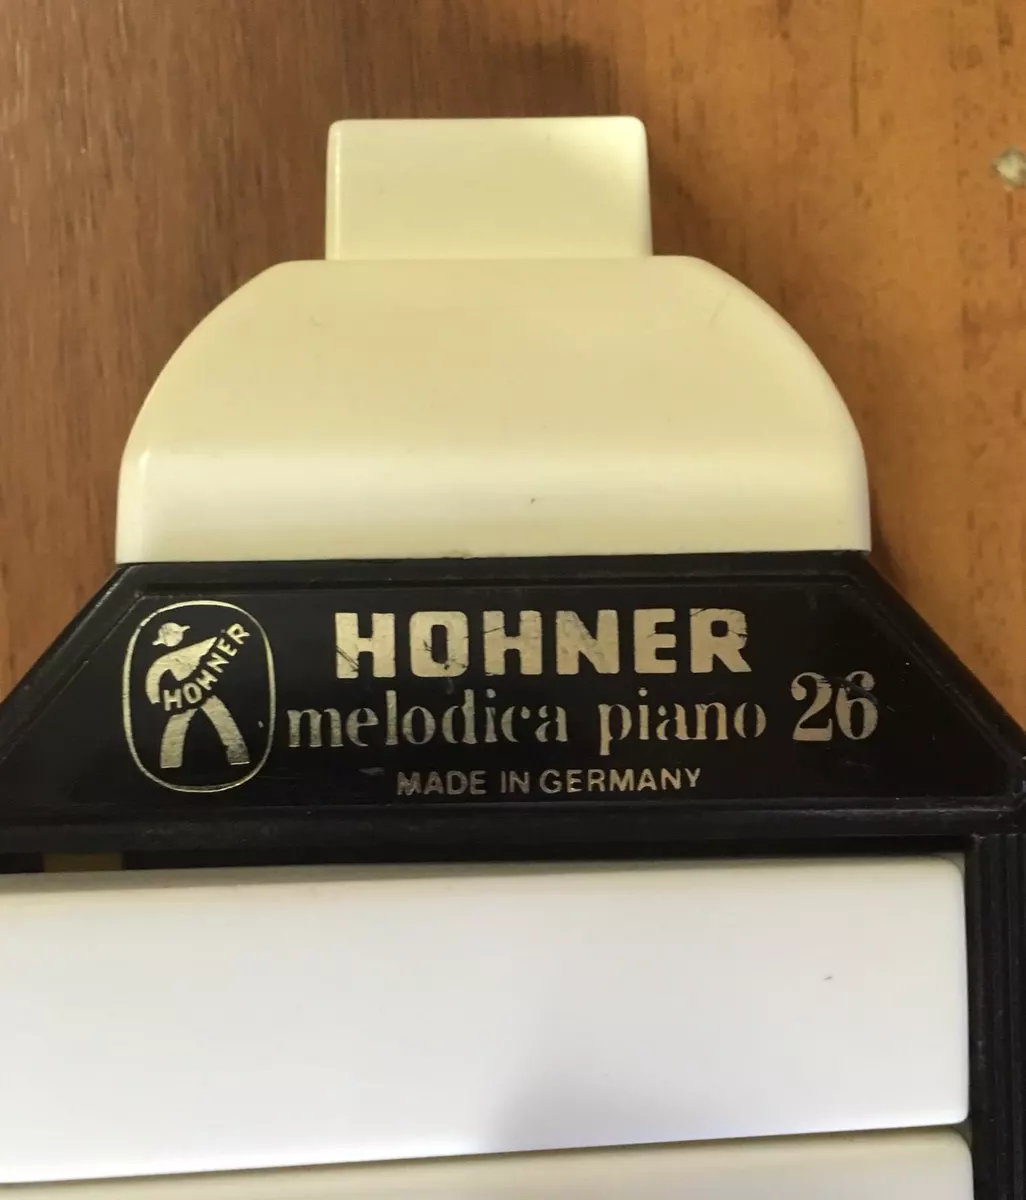 HOHNER
HOHNER
melodica piano 26
MADE IN GERMANY